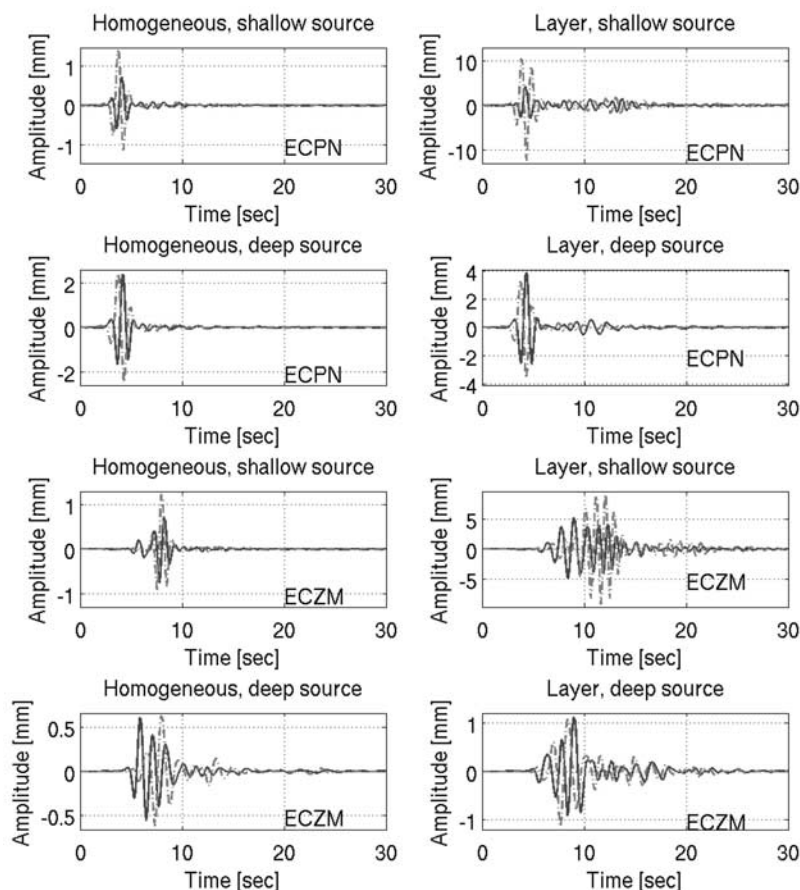 Homogeneous, shallow source
Amplitude [mm]
1
0
-1
ECPN
0 10 20 30
Time [sec]
Layer, shallow source
Amplitude [mm]
10
0
-10
ECPN
0 10 20 30
Time [sec]
Homogeneous, deep source
Amplitude [mm]
2
0
-2
ECPN
0 10 20 30
Time [sec]
Layer, deep source
Amplitude [mm]
4
2
0
-2
-4
ECPN
0 10 20 30
Time [sec]
Homogeneous, shallow source
Amplitude [mm]
1
0
-1
ECZM
0 10 20 30
Time [sec]
Layer, shallow source
Amplitude [mm]
5
0
-5
ECZM
0 10 20 30
Time [sec]
Homogeneous, deep source
Amplitude [mm]
0.5
0
-0.5
ECZM
0 10 20 30
Time [sec]
Layer, deep source
Amplitude [mm]
1
0
-1
ECZM
0 10 20 30
Time [sec]